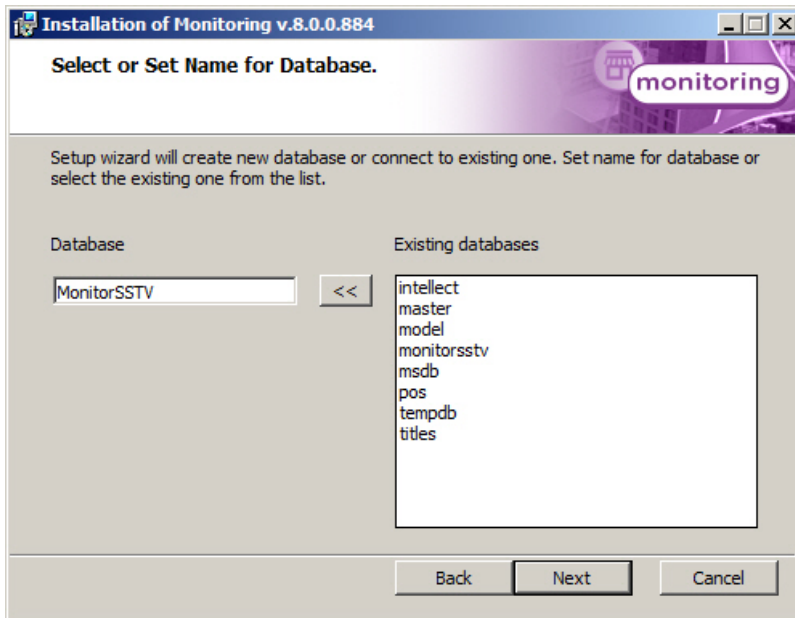 Installation of Monitoring v.8.0.0.884
Select or Set Name for Database.
monitoring
Setup wizard will create new database or connect to existing one. Set name for database or
select the existing one from the list.
Database
Existing databases
MonitorSSTV
<<
intellect
master
model
monitorsstv
msdb
pos
tempdb
titles
Back
Next
Cancel